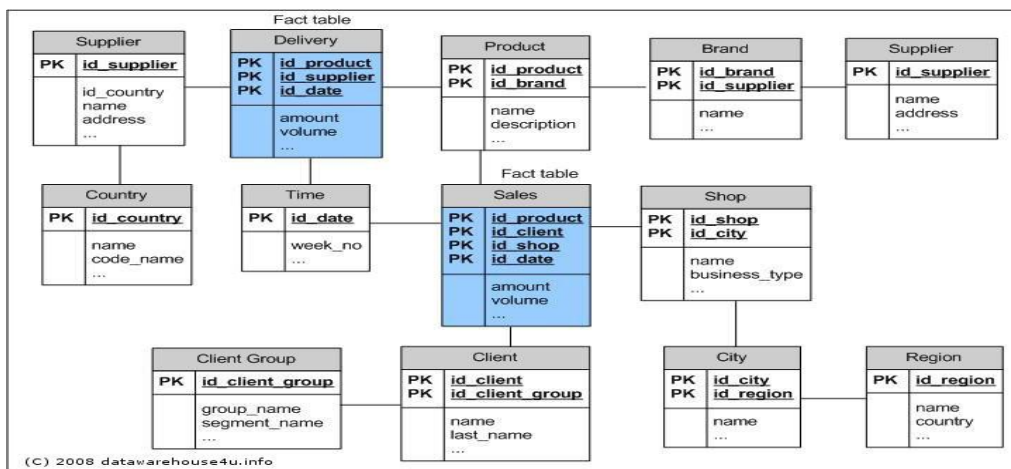 Fact table
Supplier
PK id_supplier
id_country
name
address
...
Delivery
PK id_product
PK id_supplier
PK id_date
amount
volume
...
Product
PK id_product
PK id_brand
name
description
...
Brand
PK id_brand
PK id_supplier
name
...
Supplier
PK id_supplier
name
address
...
Country
PK id_country
name
code_name
...
Time
PK id_date
week_no
...
Fact table
Sales
PK id_product
PK id_client
PK id_shop
PK id_date
amount
volume
...
Shop
PK id_shop
PK id_city
name
business_type
...
Client Group
PK id_client_group
group_name
segment_name
...
Client
PK id_client
PK id_client_group
name
last_name
...
City
PK id_city
PK id_region
name
...
Region
PK id_region
name
country
...
(C) 2008 datawarehouse4u.info